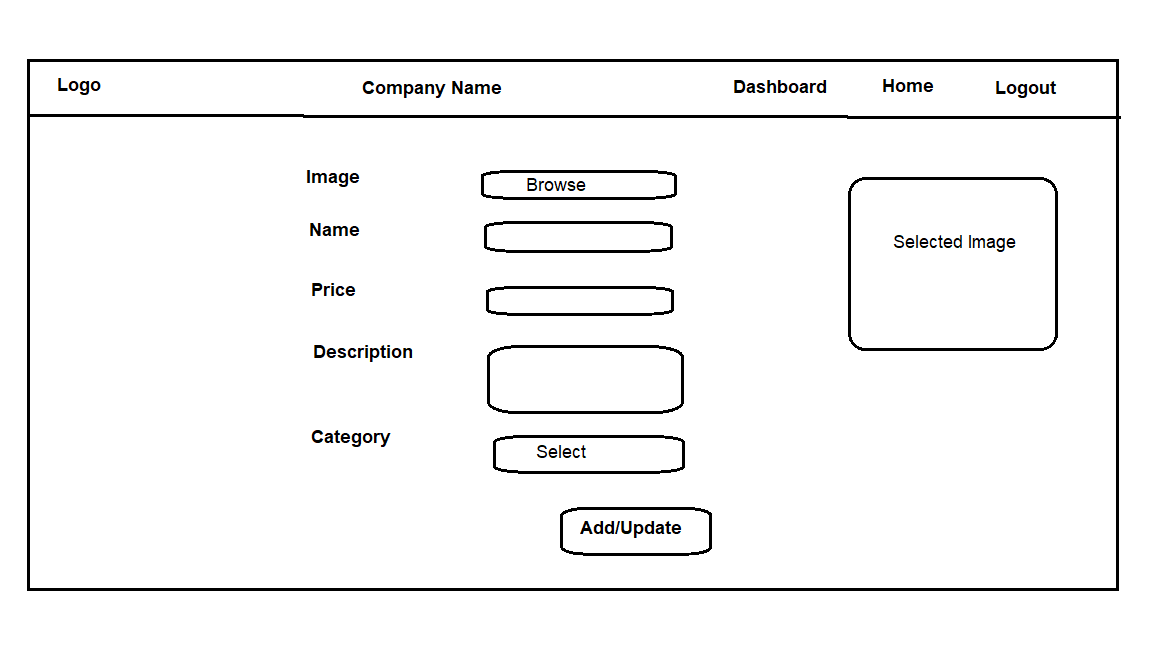 Logo
Company Name
Dashboard
Home
Logout
Image
Browse
Name
Price
Description
Category
Select
Add/Update
Selected Image